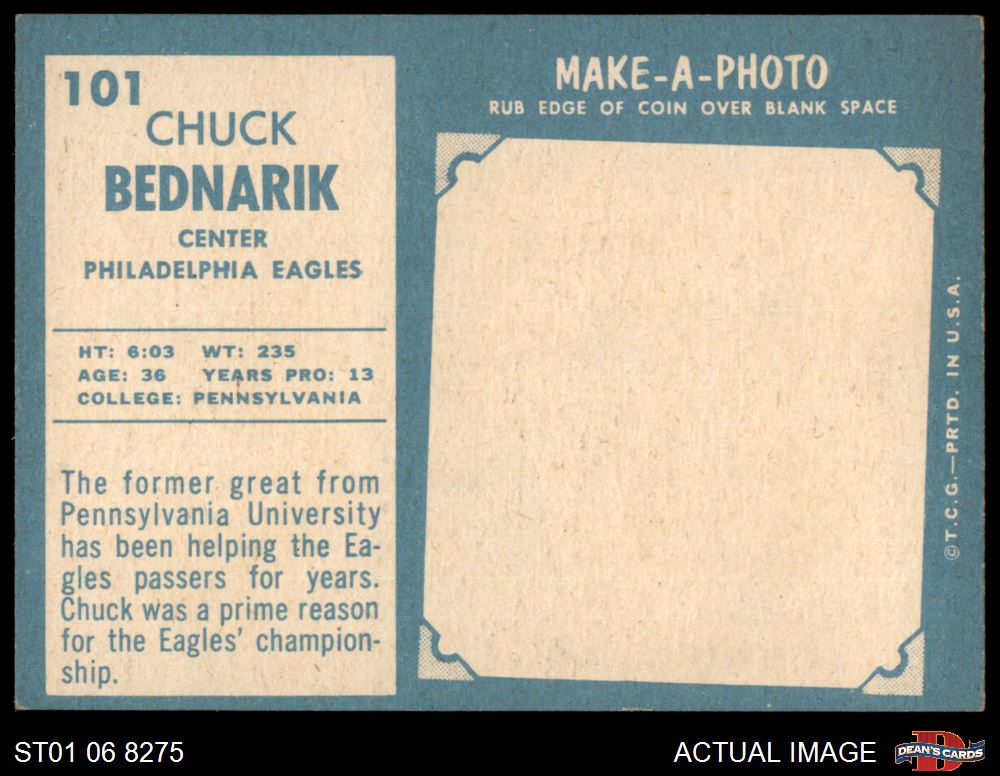 101
CHUCK
BEDNARIK
CENTER
PHILADELPHIA EAGLES
HT: 6:03 WT: 235
AGE: 36 YEARS PRO: 13
COLLEGE: PENNSYLVANIA
The former great from
Pennsylvania University
has been helping the Ea-
gles passers for years.
Chuck was a prime reason
for the Eagles' champion-
ship.
MAKE-A-PHOTO
RUB EDGE OF COIN OVER BLANK SPACE
©T.C.G.—PRTD. IN U.S.A.
ST01 06 8275
ACTUAL IMAGE
D
DEAN'S CARDS